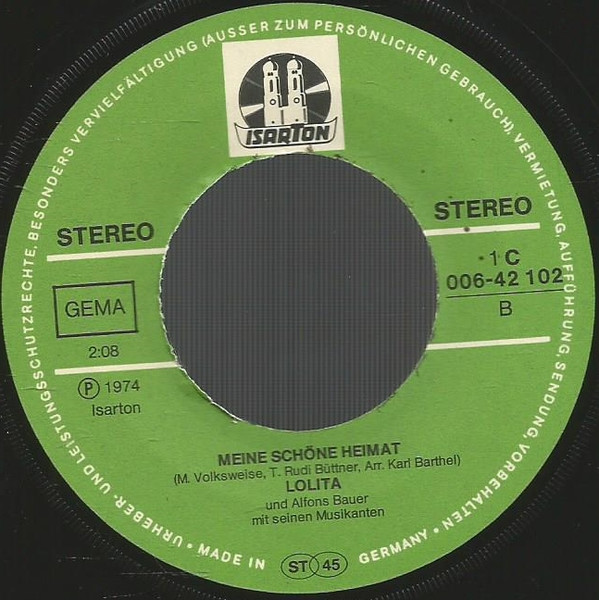 URHEBER- UND LEISTUNGSSCHUTZRECHTE, BESONDERS VERVIELFÄLTIGUNG (AUSSER ZUM PERSÖNLICHEN GEBRAUCH), VERMIETUNG, AUFFÜHRUNG, SENDUNG, VORBEHALTEN •
ISARTON
STEREO
STEREO
1 C
006-42 102
B
GEMA
2:08
Ⓟ 1974
Isarton
MEINE SCHÖNE HEIMAT
(M. Volksweise, T. Rudi Büttner, Arr. Karl Barthel)
LOLITA
und Alfons Bauer
mit seinen Musikanten
• MADE IN GERMANY •
ST 45